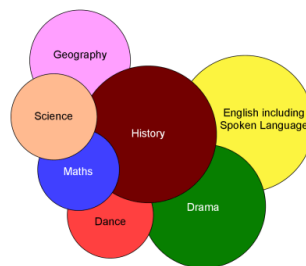 Geography
Science
English including
Spoken Language
History
Maths
Drama
Dance